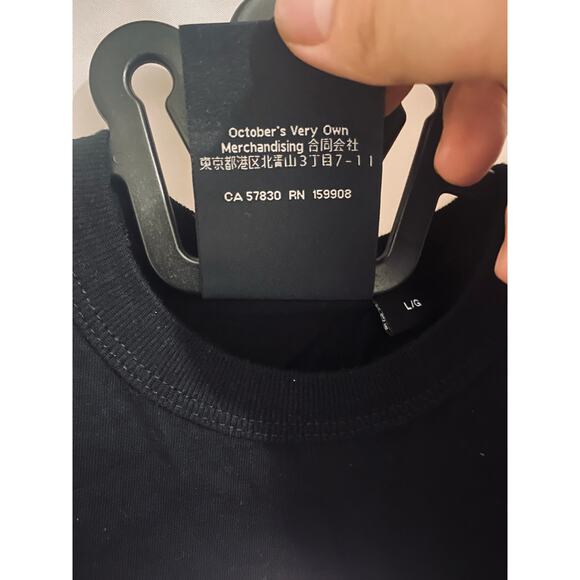 October's Very Own
Merchandising 合同会社
東京都港区北青山3丁目7-11
CA 57830 RN 159908
L/G